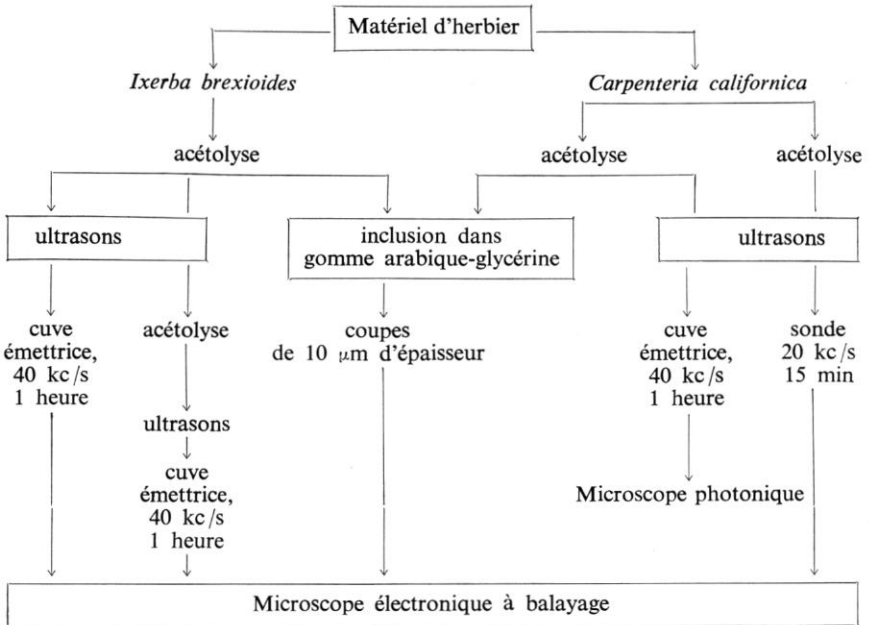 Matériel d'herbier
Ixerba brexioides
Carpenteria californica
acétolyse
acétolyse
acétolyse
ultrasons
inclusion dans
gomme arabique-glycérine
ultrasons
cuve
émettrice,
40 kc/s
1 heure
acétolyse
ultrasons
cuve
émettrice,
40 kc/s
1 heure
coupes
de 10 μm d'épaisseur
cuve
émettrice,
40 kc/s
1 heure
Microscope photonique
sonde
20 kc/s
15 min
Microscope électronique à balayage